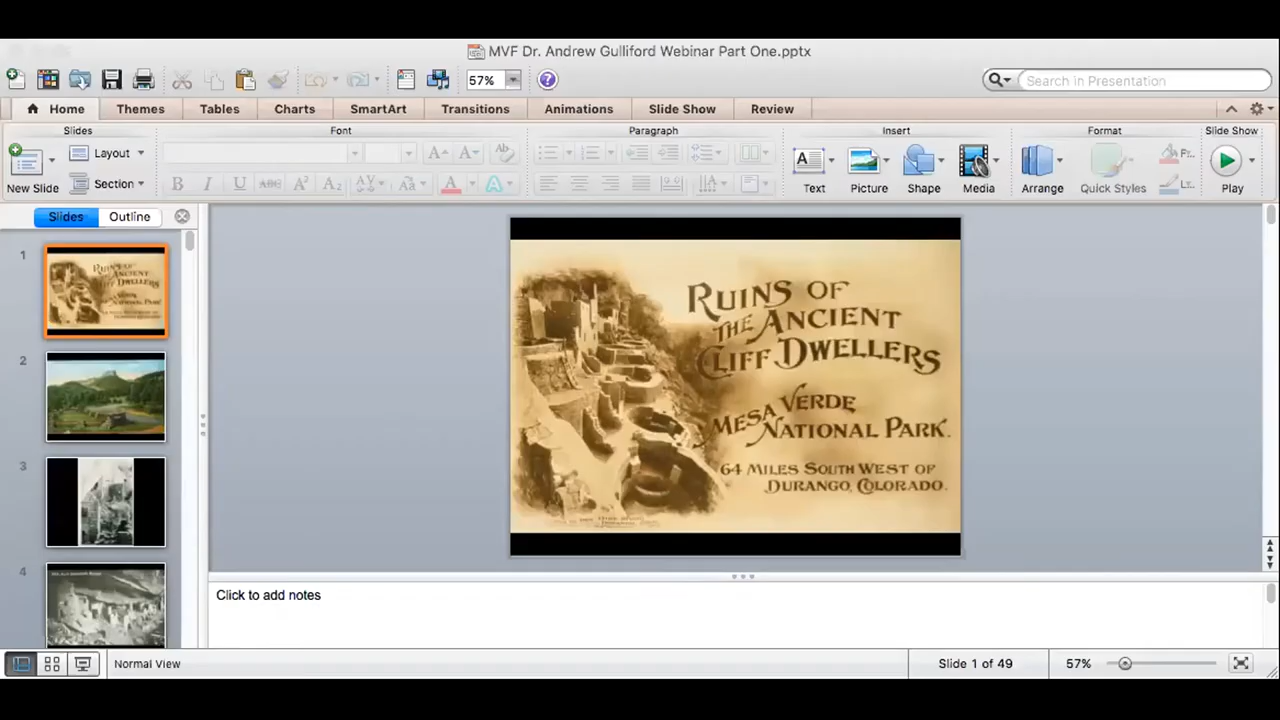 MVF Dr. Andrew Gulliford Webinar Part One.pptx
57%
Search in Presentation
Home Themes Tables Charts SmartArt Transitions Animations Slide Show Review
Slides Font Paragraph Insert Format Slide Show
New Slide Layout Section Text Picture Shape Media Arrange Quick Styles Play
Slides Outline
1
2
3
4
RUINS OF
THE ANCIENT
CLIFF DWELLERS
MESA VERDE
NATIONAL PARK.
64 MILES SOUTH WEST OF
DURANGO, COLORADO.
Click to add notes
Normal View Slide 1 of 49 57%